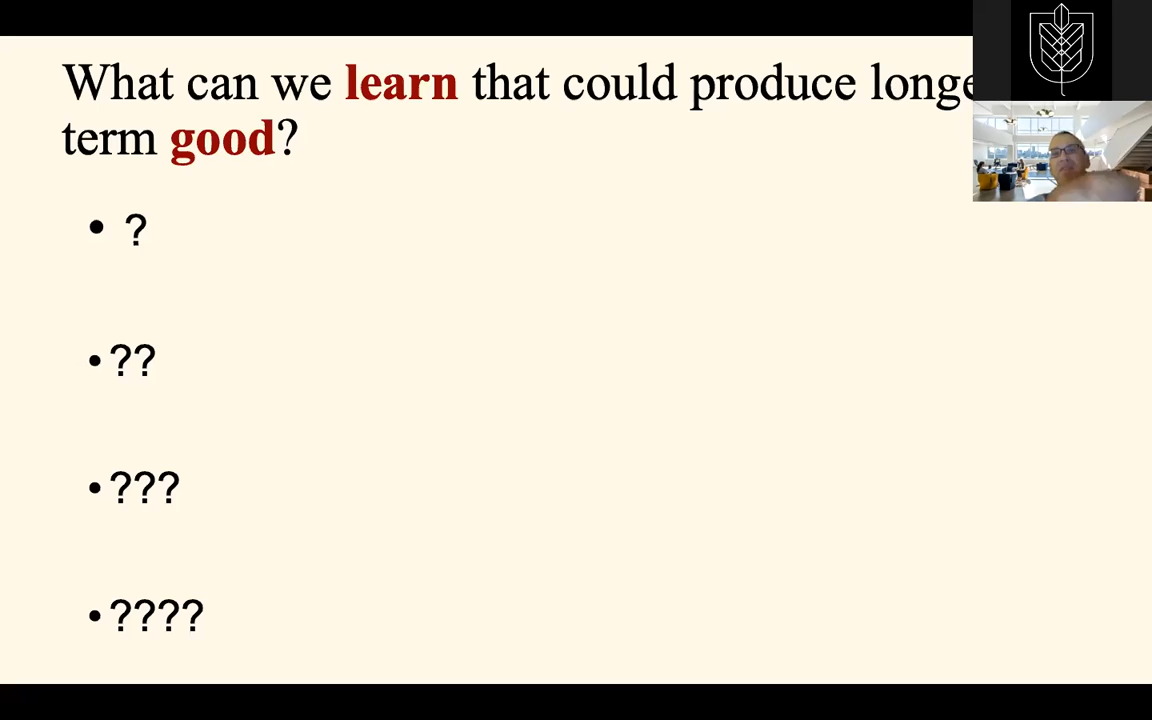 What can we learn that could produce longe
term good?
• ?
• ??
• ???
• ????